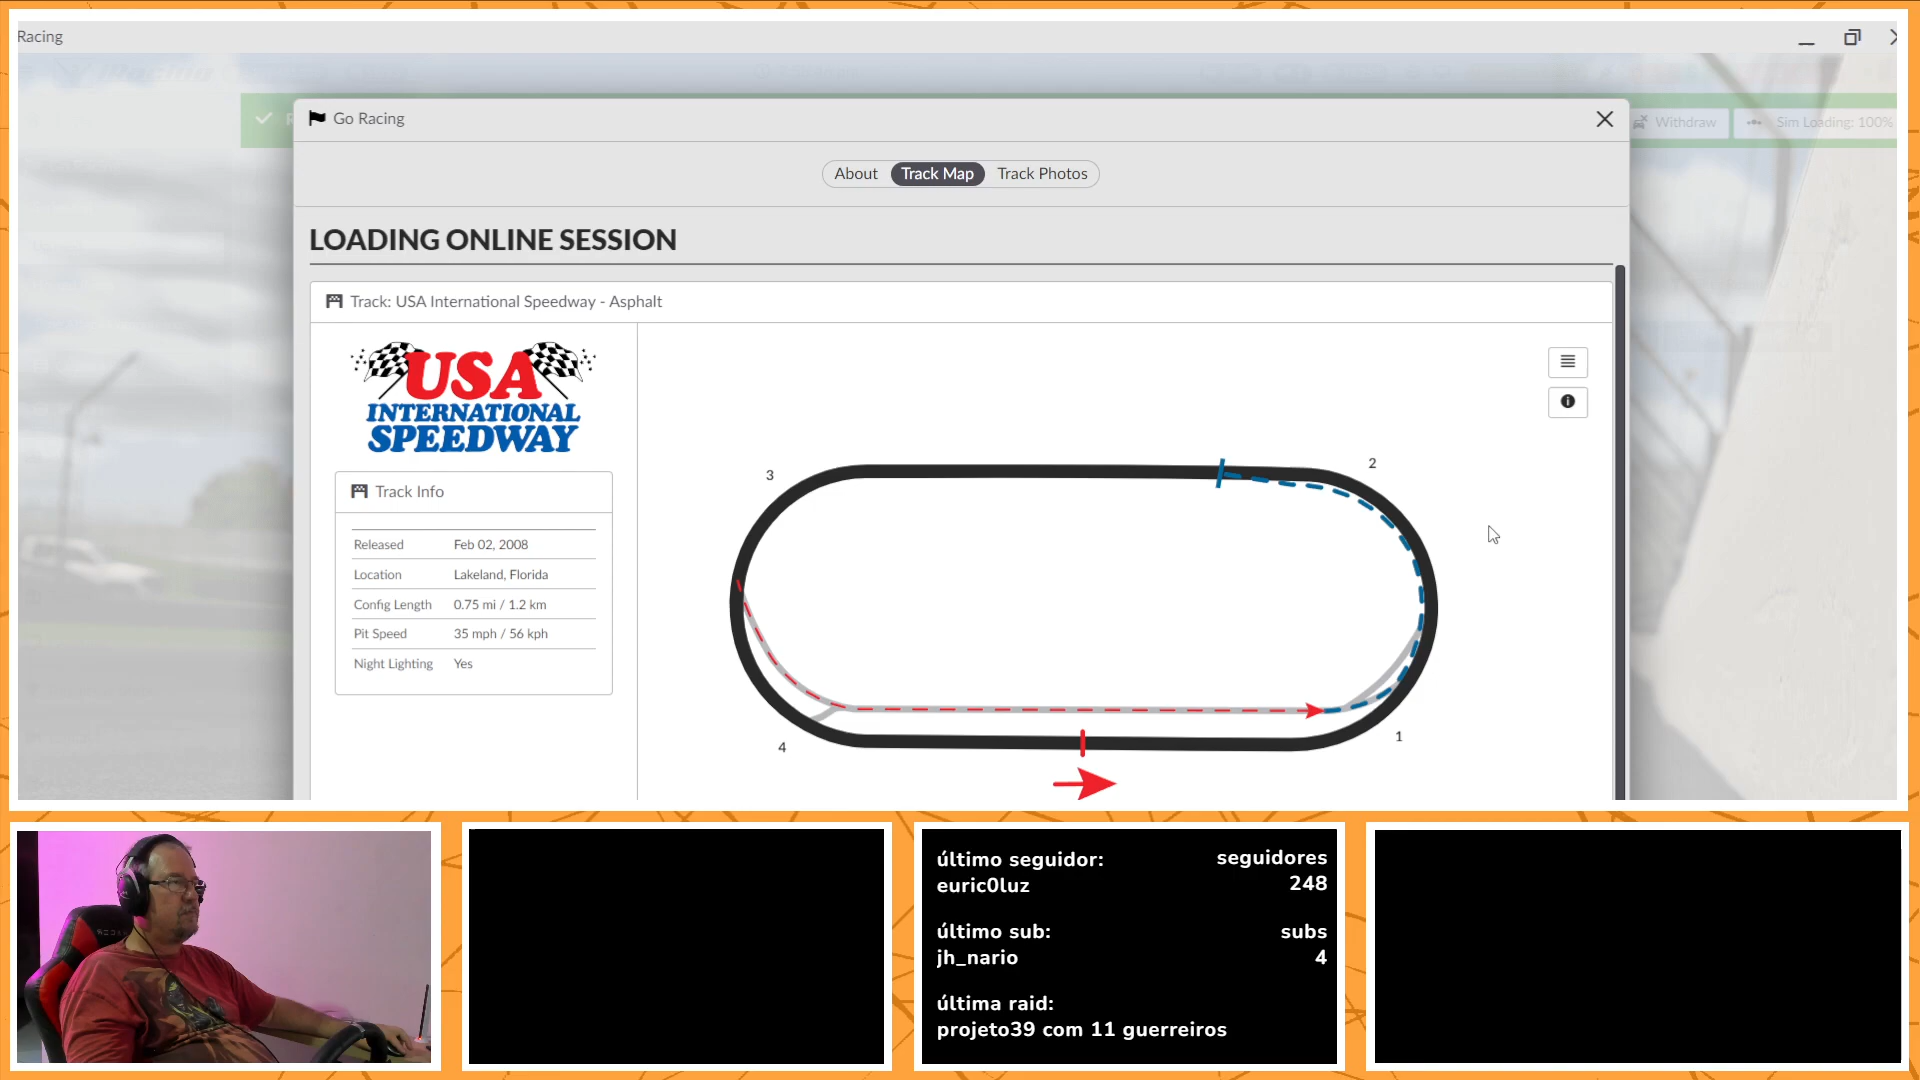 Racing
Go Racing
Withdraw
Sim Loading: 100%
About
Track Map
Track Photos
LOADING ONLINE SESSION
Track: USA International Speedway - Asphalt
USA
INTERNATIONAL
SPEEDWAY
Track Info
Released Feb 02, 2008
Location Lakeland, Florida
Config Length 0.75 mi / 1.2 km
Pit Speed 35 mph / 56 kph
Night Lighting Yes
3
2
4
1
último seguidor:
euric0luz
seguidores
248
último sub:
jh_nario
subs
4
última raid:
projeto39 com 11 guerreiros